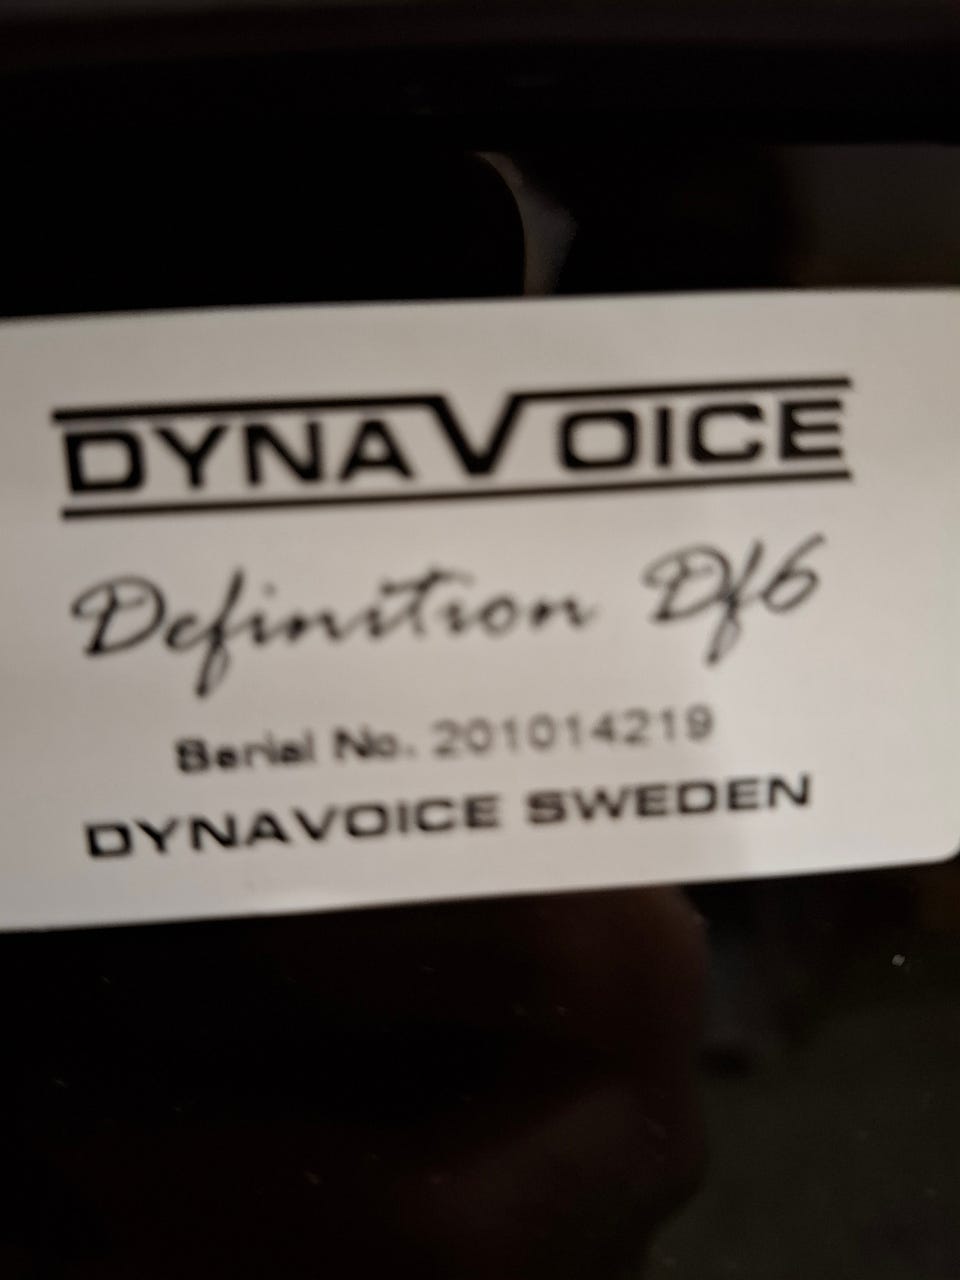 DYNAVOICE
Definition Df6
Serial No. 201014219
DYNAVOICE SWEDEN